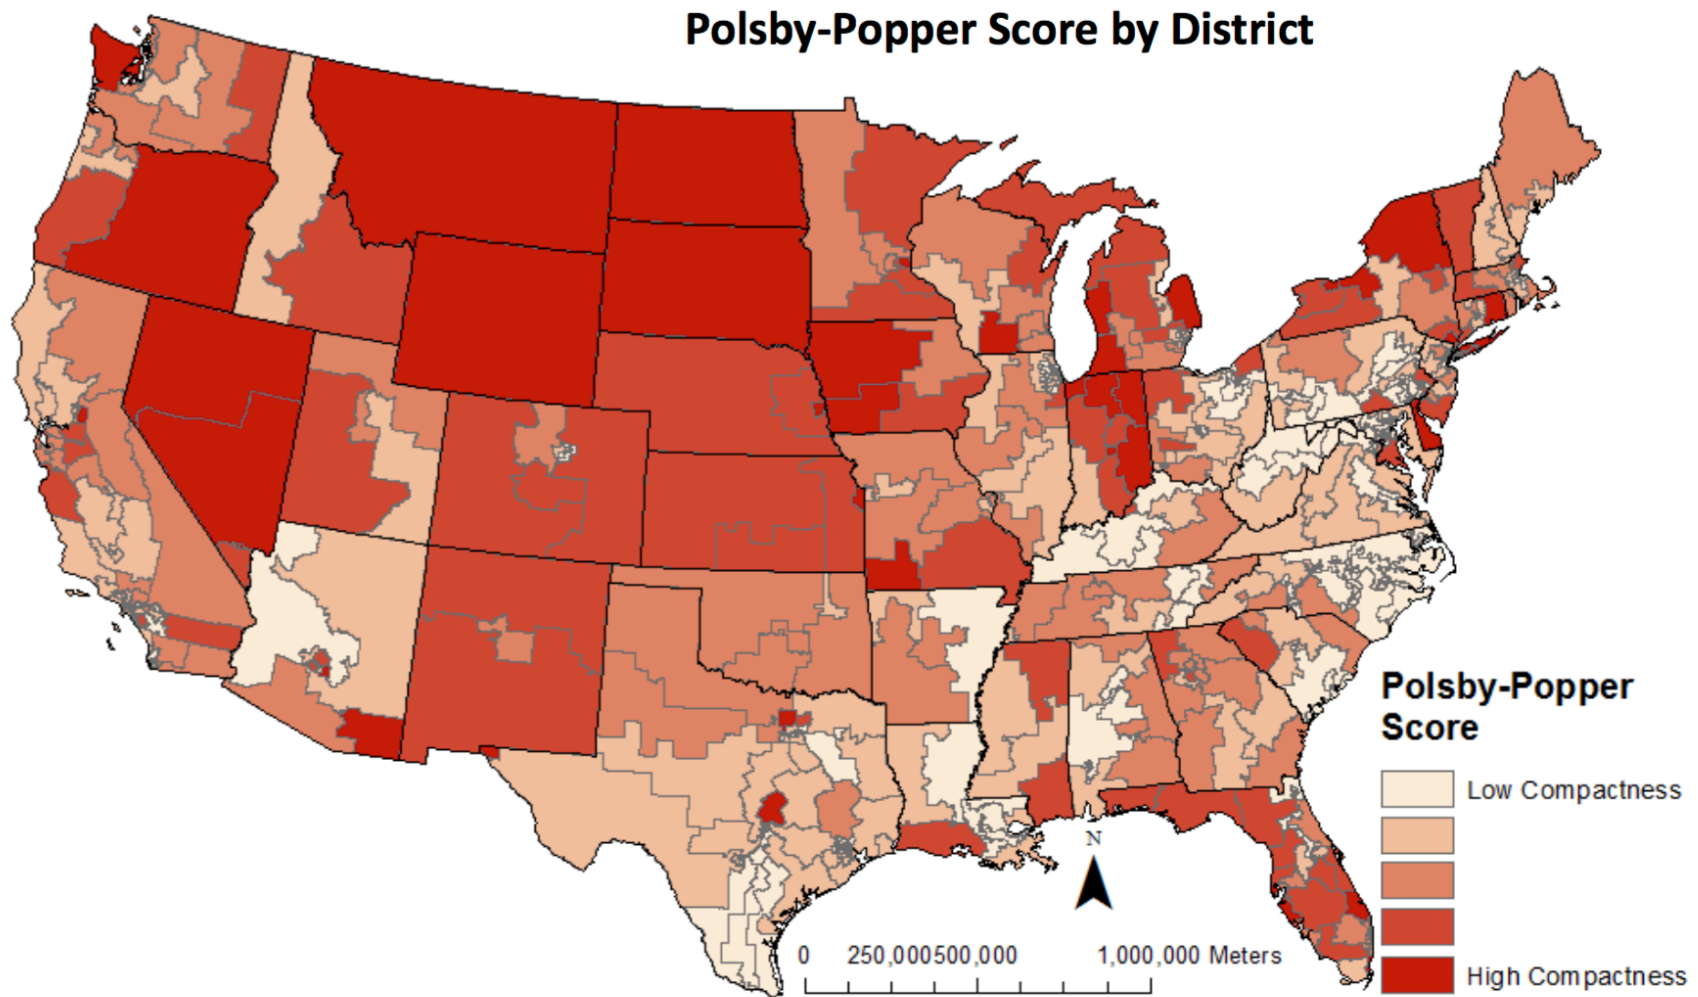 Polsby-Popper Score by District
Polsby-Popper
Score
Low Compactness
High Compactness
N
0 250,000500,000 1,000,000 Meters